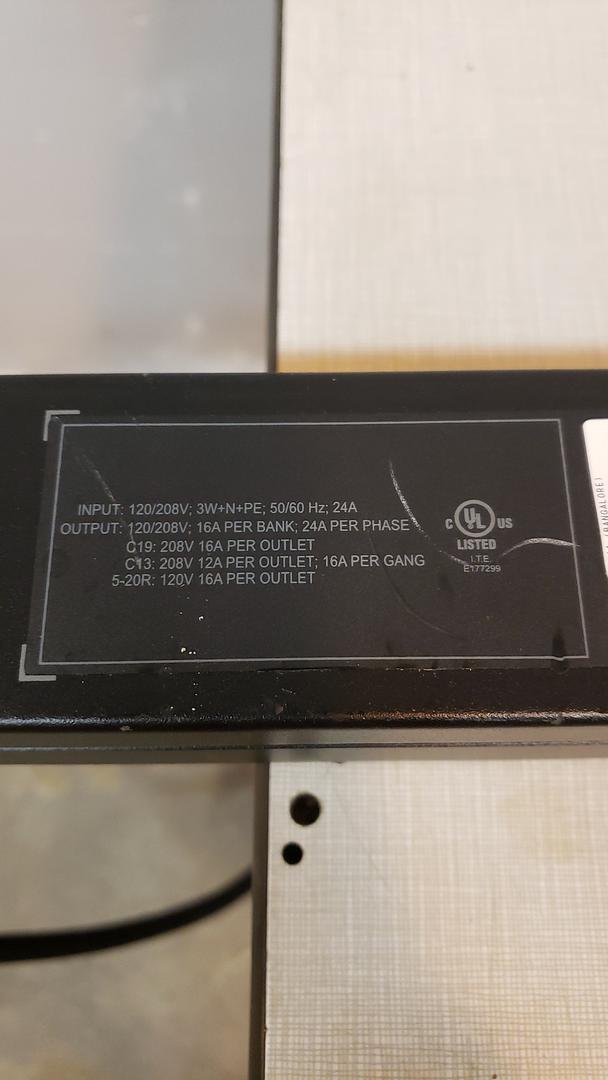 INPUT: 120/208V; 3W+N+PE; 50/60 Hz; 24A
OUTPUT: 120/208V; 16A PER BANK; 24A PER PHASE
C19: 208V 16A PER OUTLET
C13: 208V 12A PER OUTLET; 16A PER GANG
5-20R: 120V 16A PER OUTLET
C UL US
LISTED
I.T.E.
E177299
(BANGALORE)